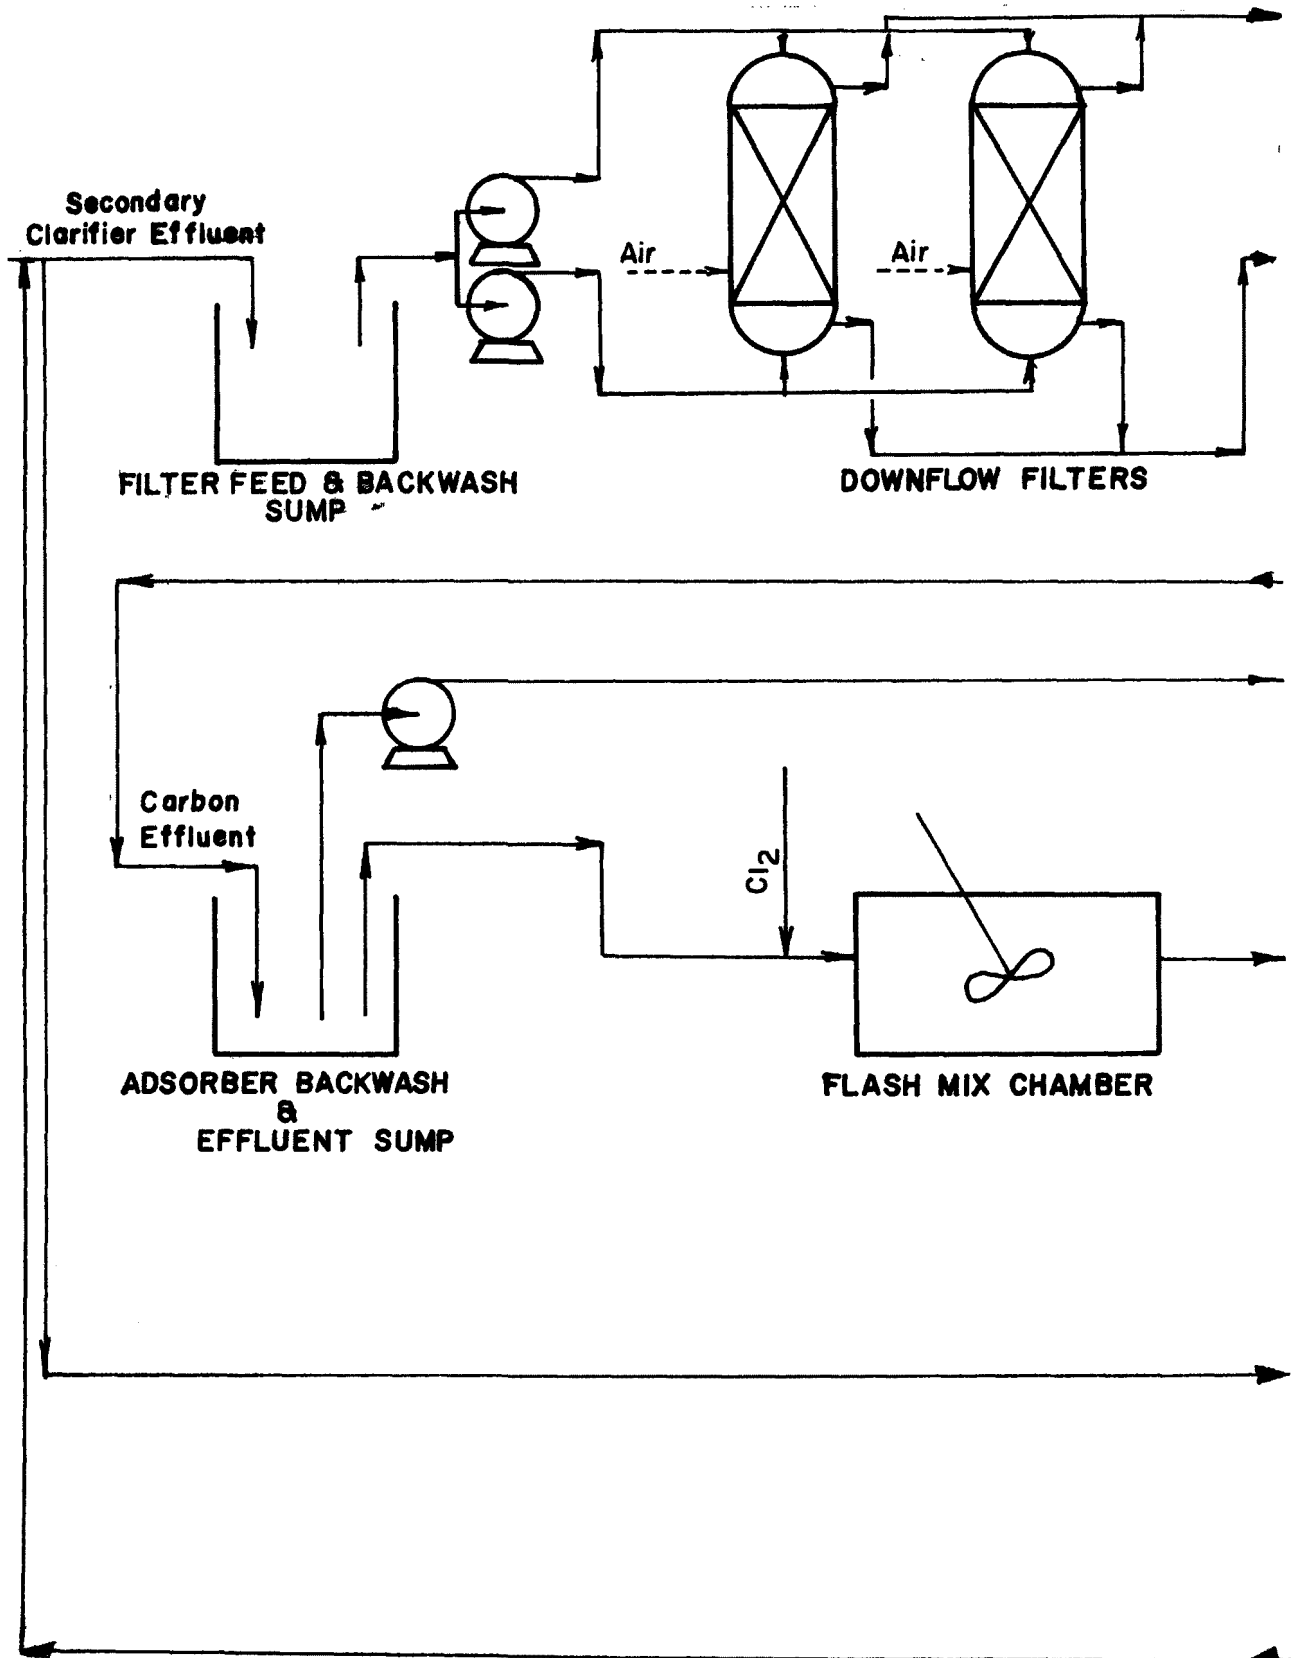 Secondary
Clarifier Effluent
Air
Air
FILTER FEED & BACKWASH
SUMP
DOWNFLOW FILTERS
Carbon
Effluent
Cl2
ADSORBER BACKWASH
&
EFFLUENT SUMP
FLASH MIX CHAMBER